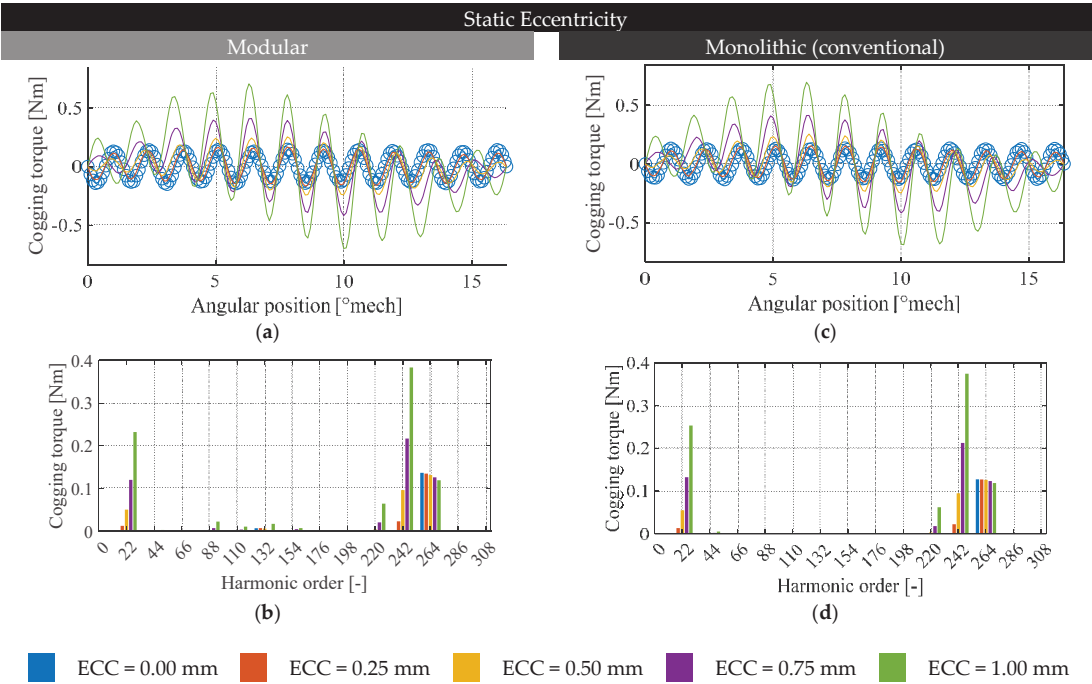 Static Eccentricity
Modular
Monolithic (conventional)
Cogging torque [Nm]
0.5
0
-0.5
0
5
10
15
Angular position [°mech]
(a)
Cogging torque [Nm]
0.5
0
-0.5
0
5
10
15
Angular position [°mech]
(c)
Cogging torque [Nm]
0.4
0.3
0.2
0.1
0
0
22
44
66
88
110
132
154
176
198
220
242
264
286
308
Harmonic order [-]
(b)
Cogging torque [Nm]
0.4
0.3
0.2
0.1
0
0
22
44
66
88
110
132
154
176
198
220
242
264
286
308
Harmonic order [-]
(d)
ECC = 0.00 mm
ECC = 0.25 mm
ECC = 0.50 mm
ECC = 0.75 mm
ECC = 1.00 mm